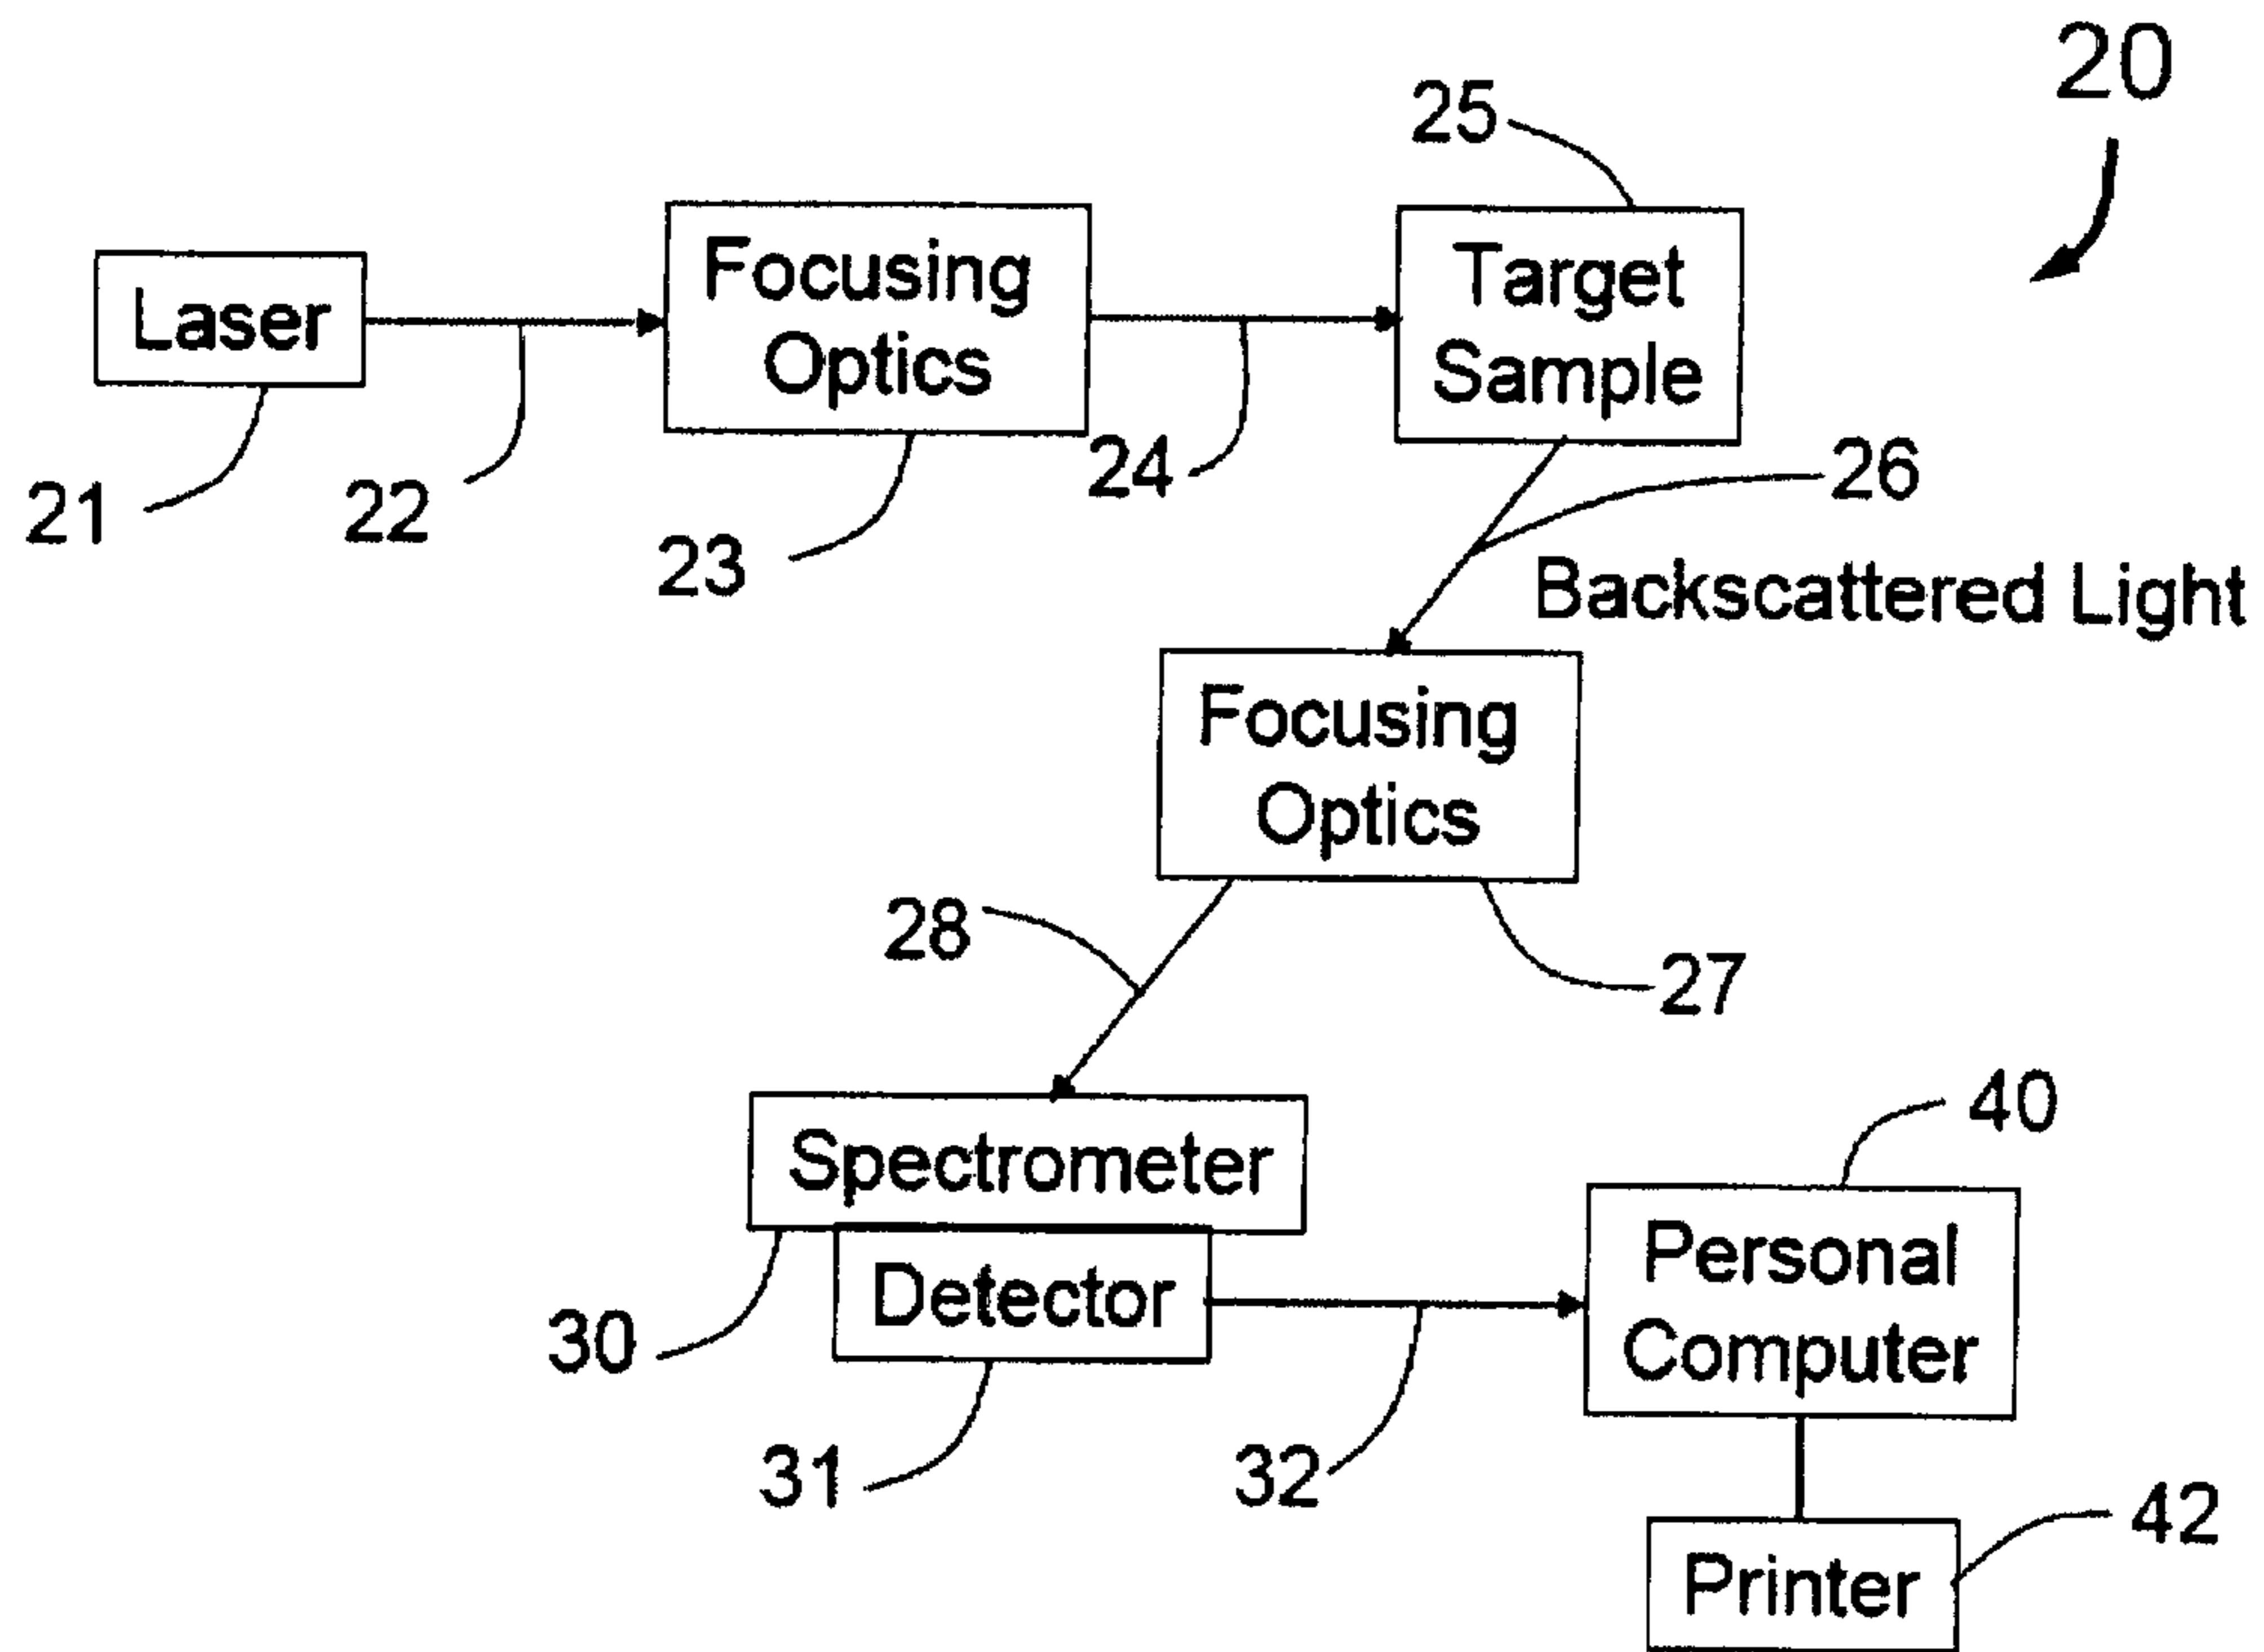 20
25
Laser
Focusing
Optics
Target
Sample
21
22
23
24
26
Backscattered Light
Focusing
Optics
28
27
Spectrometer
40
Detector
Personal
Computer
30
31
32
42
Printer